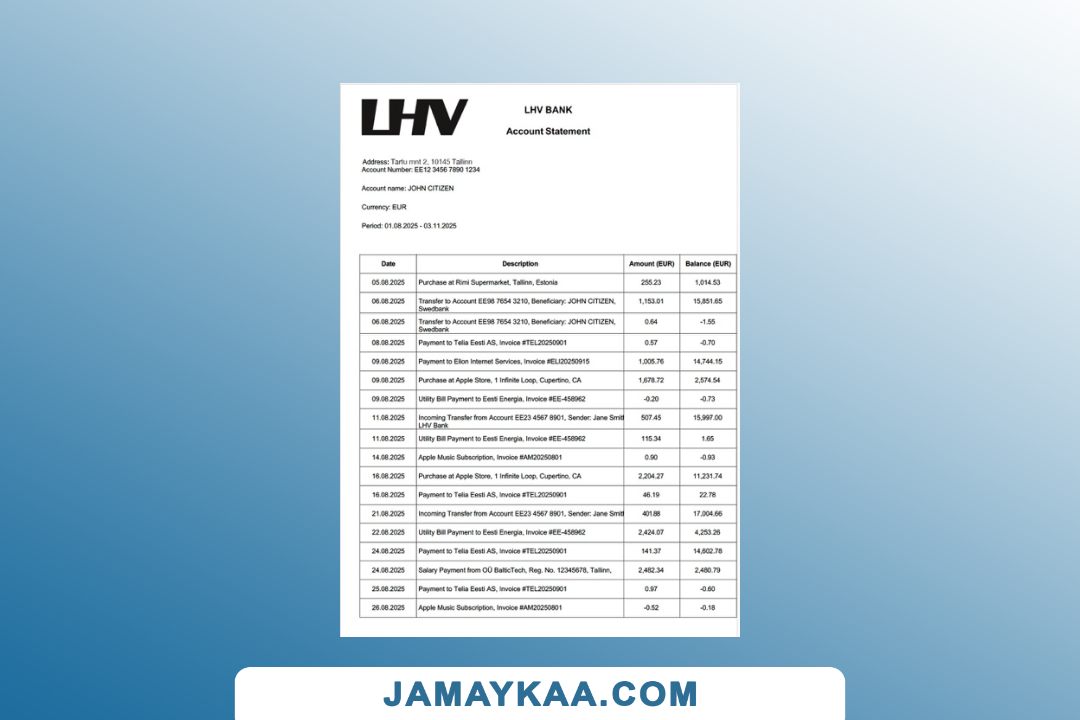 LHV
LHV BANK
Account Statement
Address: Tartu mnt 2, 10145 Tallinn
Account Number: EE12 3456 7890 1234
Account name: JOHN CITIZEN
Currency: EUR
Period: 01.08.2025 - 03.11.2025
Date Description Amount (EUR) Balance (EUR)
05.08.2025 Purchase at Rimi Supermarket, Tallinn, Estonia 255.23 1,014.53
06.08.2025 Transfer to Account EE98 7654 3210, Beneficiary: JOHN CITIZEN, 1,153.01 15,851.65
Swedbank
06.08.2025 Transfer to Account EE98 7654 3210, Beneficiary: JOHN CITIZEN, 0.64 -1.55
Swedbank
08.08.2025 Payment to Telia Eesti AS, Invoice #TEL20250901 0.57 -0.70
09.08.2025 Payment to Elion Internet Services, Invoice #ELI20250915 1,005.76 14,744.15
09.08.2025 Purchase at Apple Store, 1 Infinite Loop, Cupertino, CA 1,678.72 2,574.54
09.08.2025 Utility Bill Payment to Eesti Energia, Invoice #EE-458962 -0.20 -0.73
11.08.2025 Incoming Transfer from Account EE23 4567 8901, Sender: Jane Smit 507.45 15,997.00
LHV Bank
11.08.2025 Utility Bill Payment to Eesti Energia, Invoice #EE-458962 115.34 1.65
14.08.2025 Apple Music Subscription, Invoice #AM20250801 0.90 -0.93
16.08.2025 Purchase at Apple Store, 1 Infinite Loop, Cupertino, CA 2,204.27 11,231.74
16.08.2025 Payment to Telia Eesti AS, Invoice #TEL20250901 46.19 22.78
21.08.2025 Incoming Transfer from Account EE23 4567 8901, Sender: Jane Smit 40188 17,004.66
22.08.2025 Utility Bill Payment to Eesti Energia, Invoice #EE-458962 2,424.07 4,253.26
24.08.2025 Payment to Telia Eesti AS, Invoice #TEL20250901 141.37 14,602.78
24.08.2025 Salary Payment from OÜ BalticTech, Reg. No. 12345678, Tallinn, 2,482.34 2,480.79
25.08.2025 Payment to Telia Eesti AS, Invoice #TEL20250901 0.97 -0.60
26.08.2025 Apple Music Subscription, Invoice #AM20250801 -0.52 -0.18
JAMAYKAA.COM